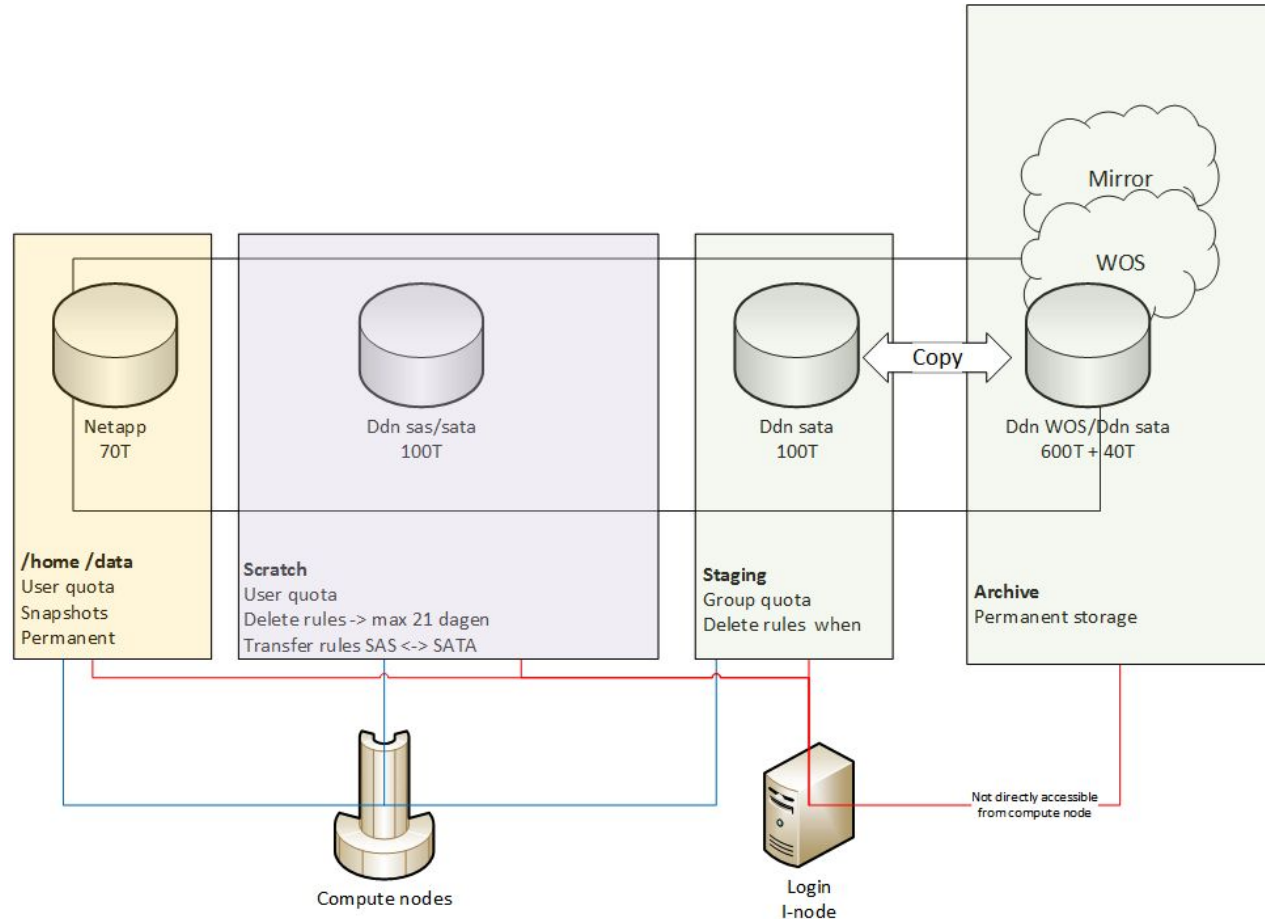 Mirror
WOS
Copy
Netapp
70T
Ddn sas/sata
100T
Ddn sata
100T
Ddn WOS/Ddn sata
600T + 40T
/home /data
User quota
Snapshots
Permanent
Scratch
User quota
Delete rules -> max 21 dagen
Transfer rules SAS <-> SATA
Staging
Group quota
Delete rules when
Archive
Permanent storage
Not directly accessible
from compute node
Compute nodes
Login
I-node